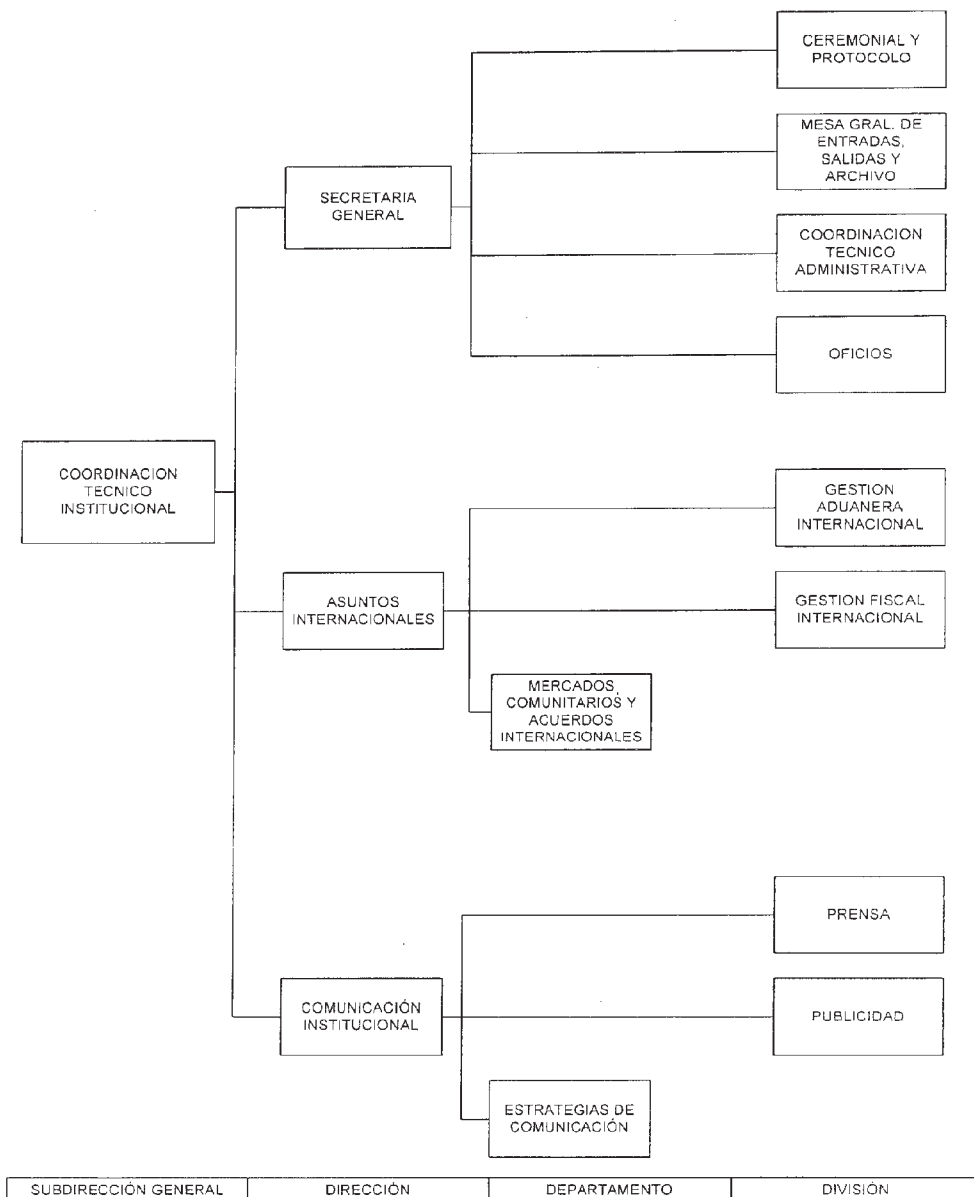 CEREMONIAL Y
PROTOCOLO
MESA GRAL. DE
ENTRADAS,
SALIDAS Y
ARCHIVO
SECRETARIA
GENERAL
COORDINACION
TECNICO
ADMINISTRATIVA
OFICIOS
COORDINACION
TECNICO
INSTITUCIONAL
GESTION
ADUANERA
INTERNACIONAL
ASUNTOS
INTERNACIONALES
GESTION FISCAL
INTERNACIONAL
MERCADOS,
COMUNITARIOS Y
ACUERDOS
INTERNACIONALES
PRENSA
COMUNICACIÓN
INSTITUCIONAL
PUBLICIDAD
ESTRATEGIAS DE
COMUNICACIÓN
SUBDIRECCIÓN GENERAL DIRECCIÓN DEPARTAMENTO DIVISIÓN